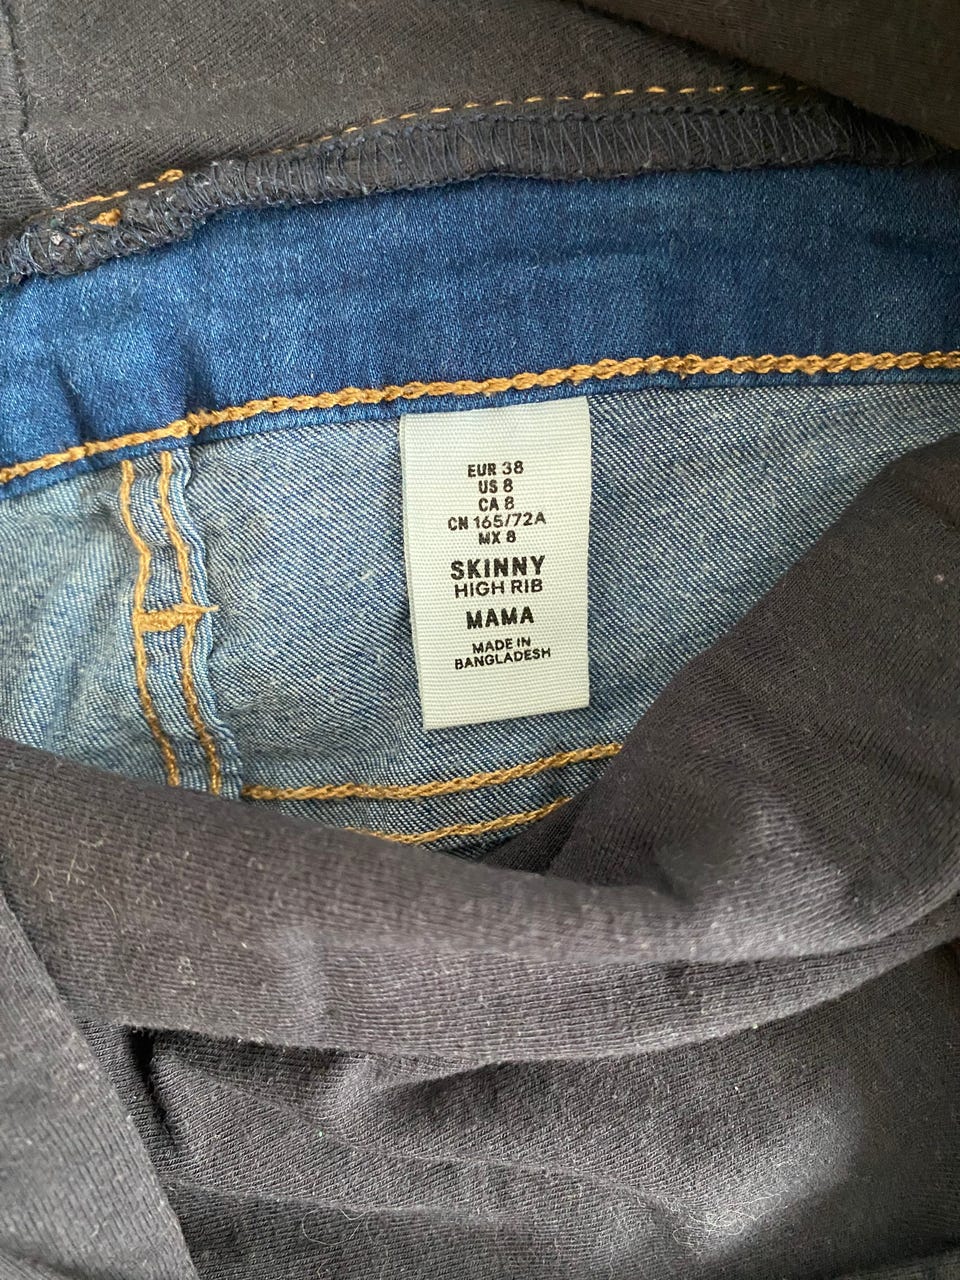 EUR 38
US 8
CA 8
CN 165/72A
MX 8
SKINNY
HIGH RIB
MAMA
MADE IN
BANGLADESH